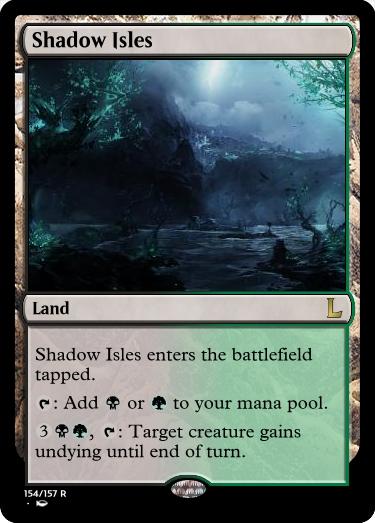 Shadow Isles
Land
L
Shadow Isles enters the battlefield
tapped.
: Add or to your mana pool.
3 , : Target creature gains
undying until end of turn.
154/157 R